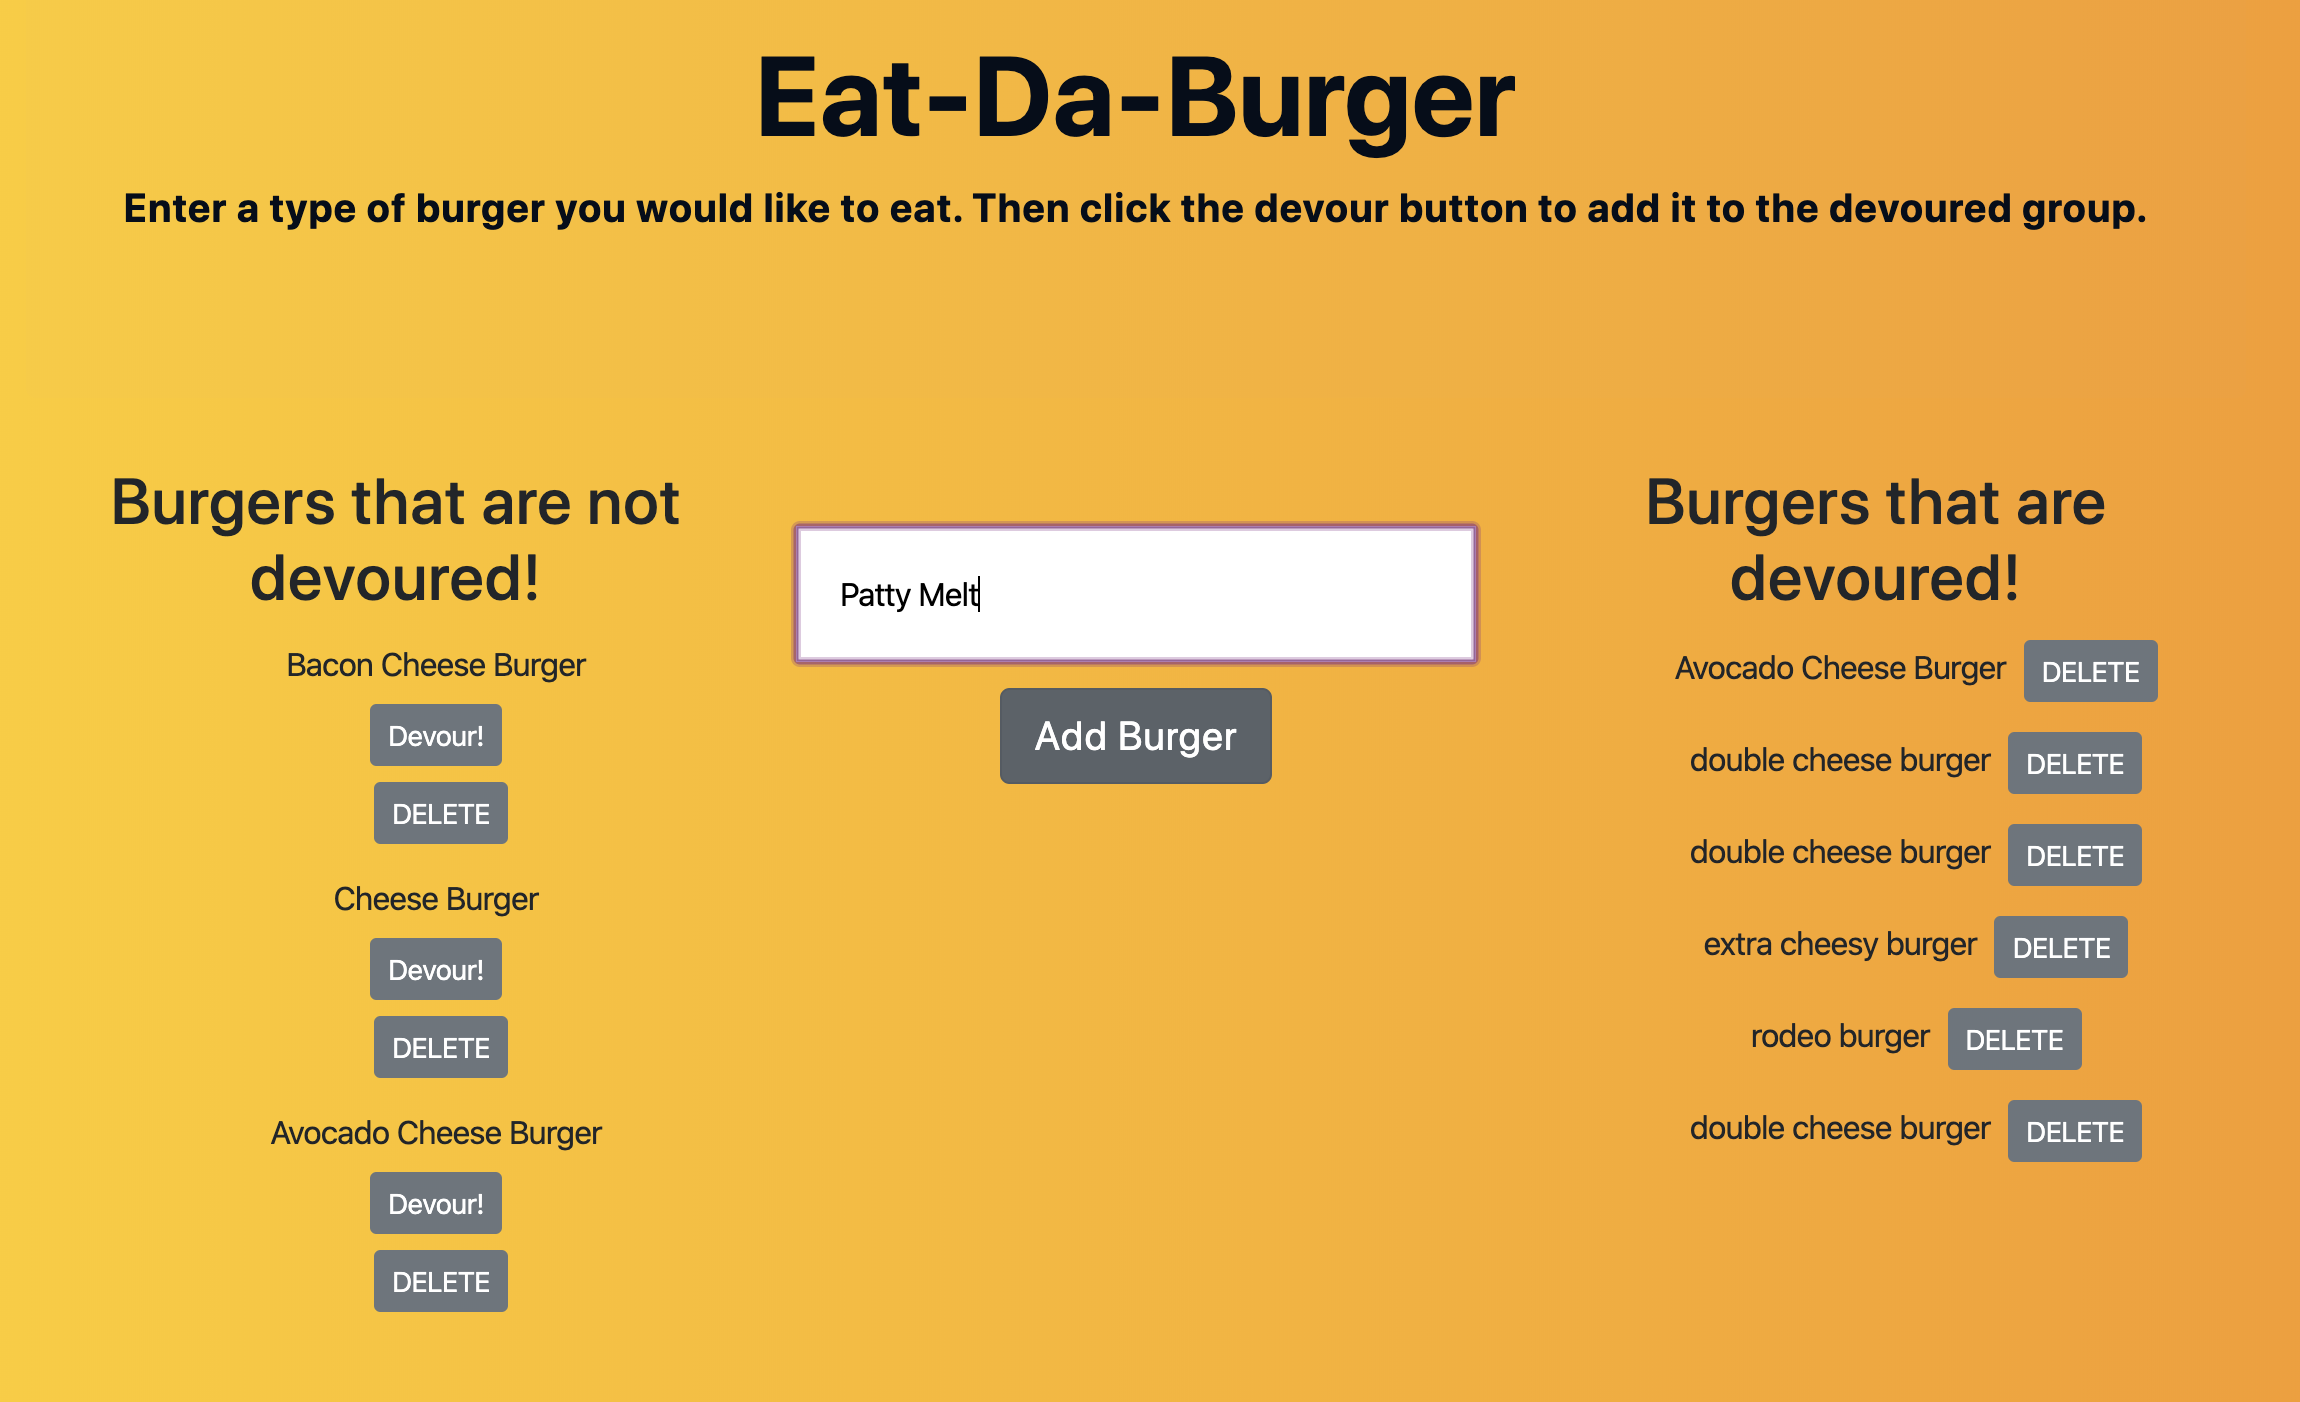 Eat-Da-Burger
Enter a type of burger you would like to eat. Then click the devour button to add it to the devoured group.
Burgers that are not
devoured!
Bacon Cheese Burger
Devour!
DELETE
Cheese Burger
Devour!
DELETE
Avocado Cheese Burger
Devour!
DELETE
Patty Melt
Add Burger
Burgers that are
devoured!
Avocado Cheese Burger DELETE
double cheese burger DELETE
double cheese burger DELETE
extra cheesy burger DELETE
rodeo burger DELETE
double cheese burger DELETE